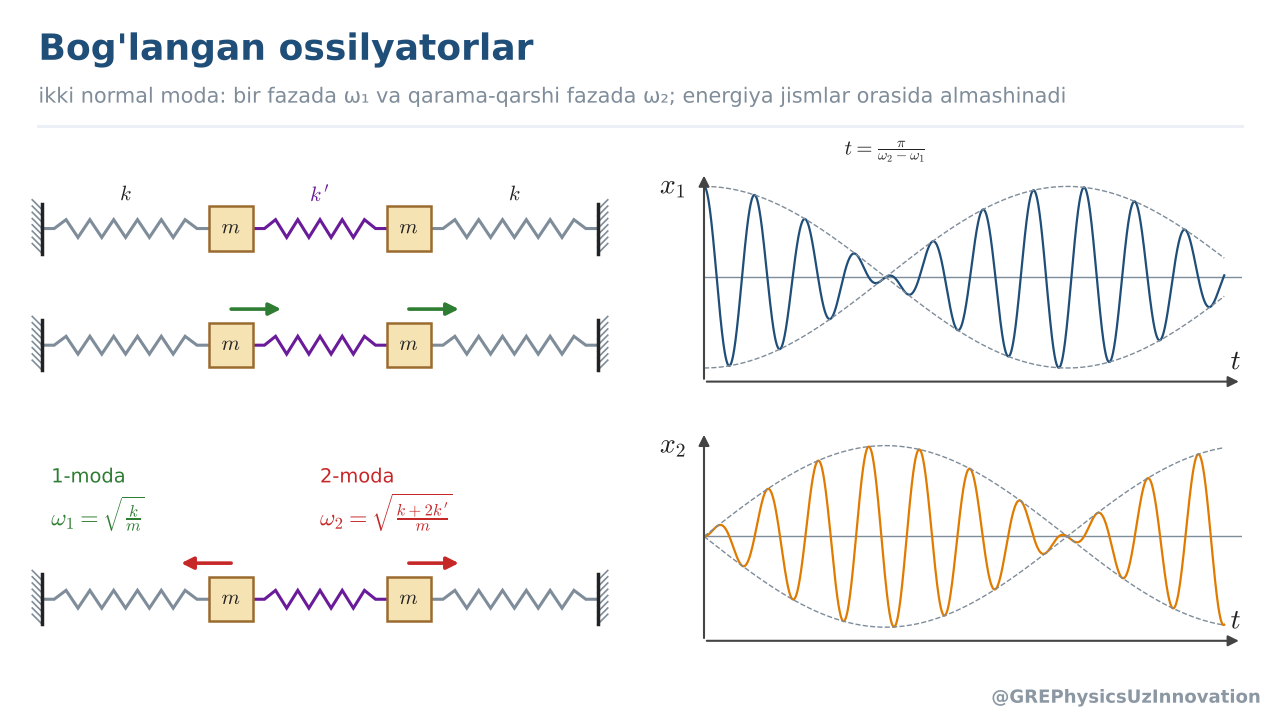 Bog'langan ossilyatorlar
ikki normal moda: bir fazada ω₁ va qarama-qarshi fazada ω₂; energiya jismlar orasida almashinadi
t = π/(ω₂ − ω₁)
k k′ k
m m
m m
1-moda 2-moda
ω₁ = √(k/m) ω₂ = √((k + 2k′)/m)
m m
x₁
t
x₂
t
@GREPhysicsUzInnovation